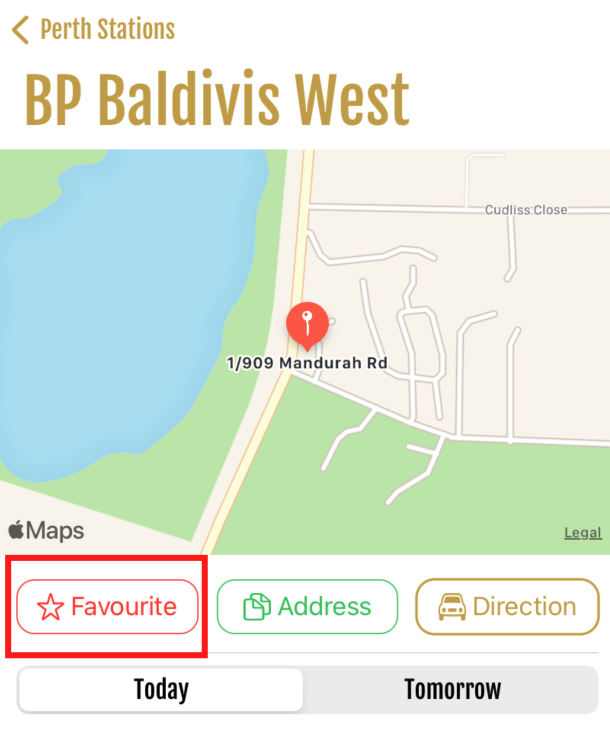 Perth Stations
BP Baldivis West
Cudliss Close
1/909 Mandurah Rd
Maps
Legal
Favourite
Address
Direction
Today
Tomorrow